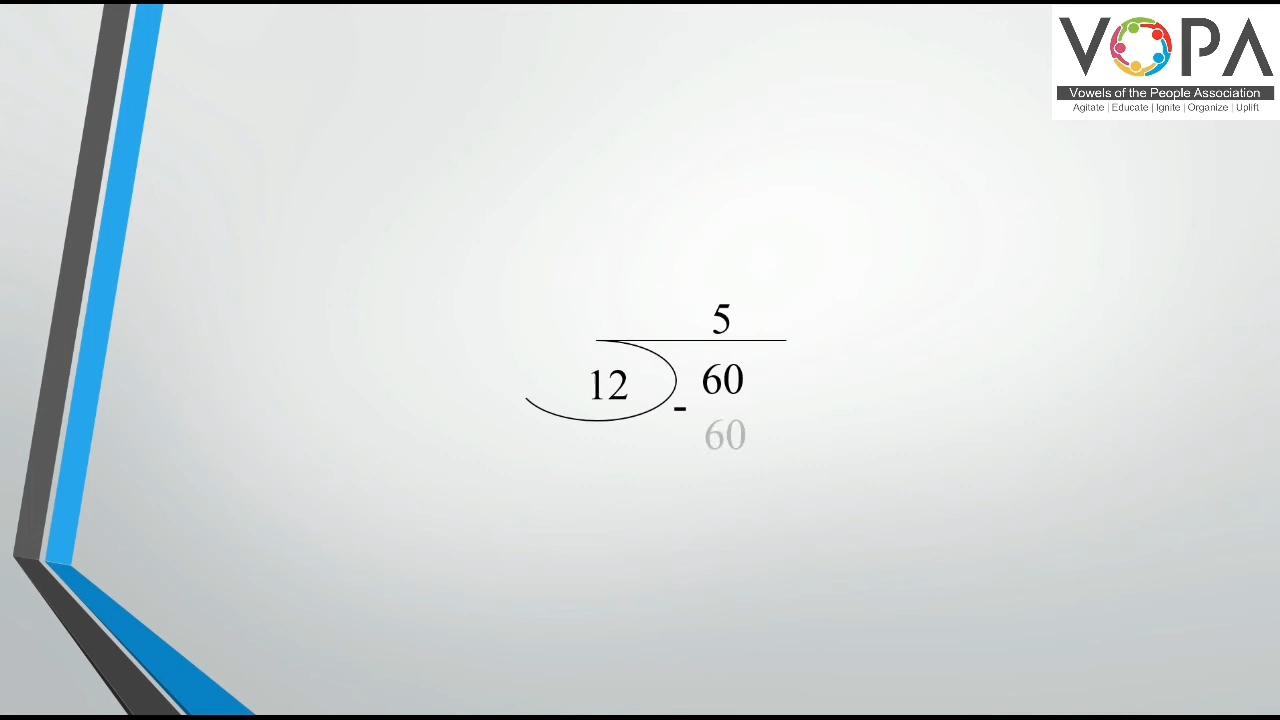 VOPA
Vowels of the People Association
Agitate | Educate | Ignite | Organize | Uplift
5
12 60
-
60